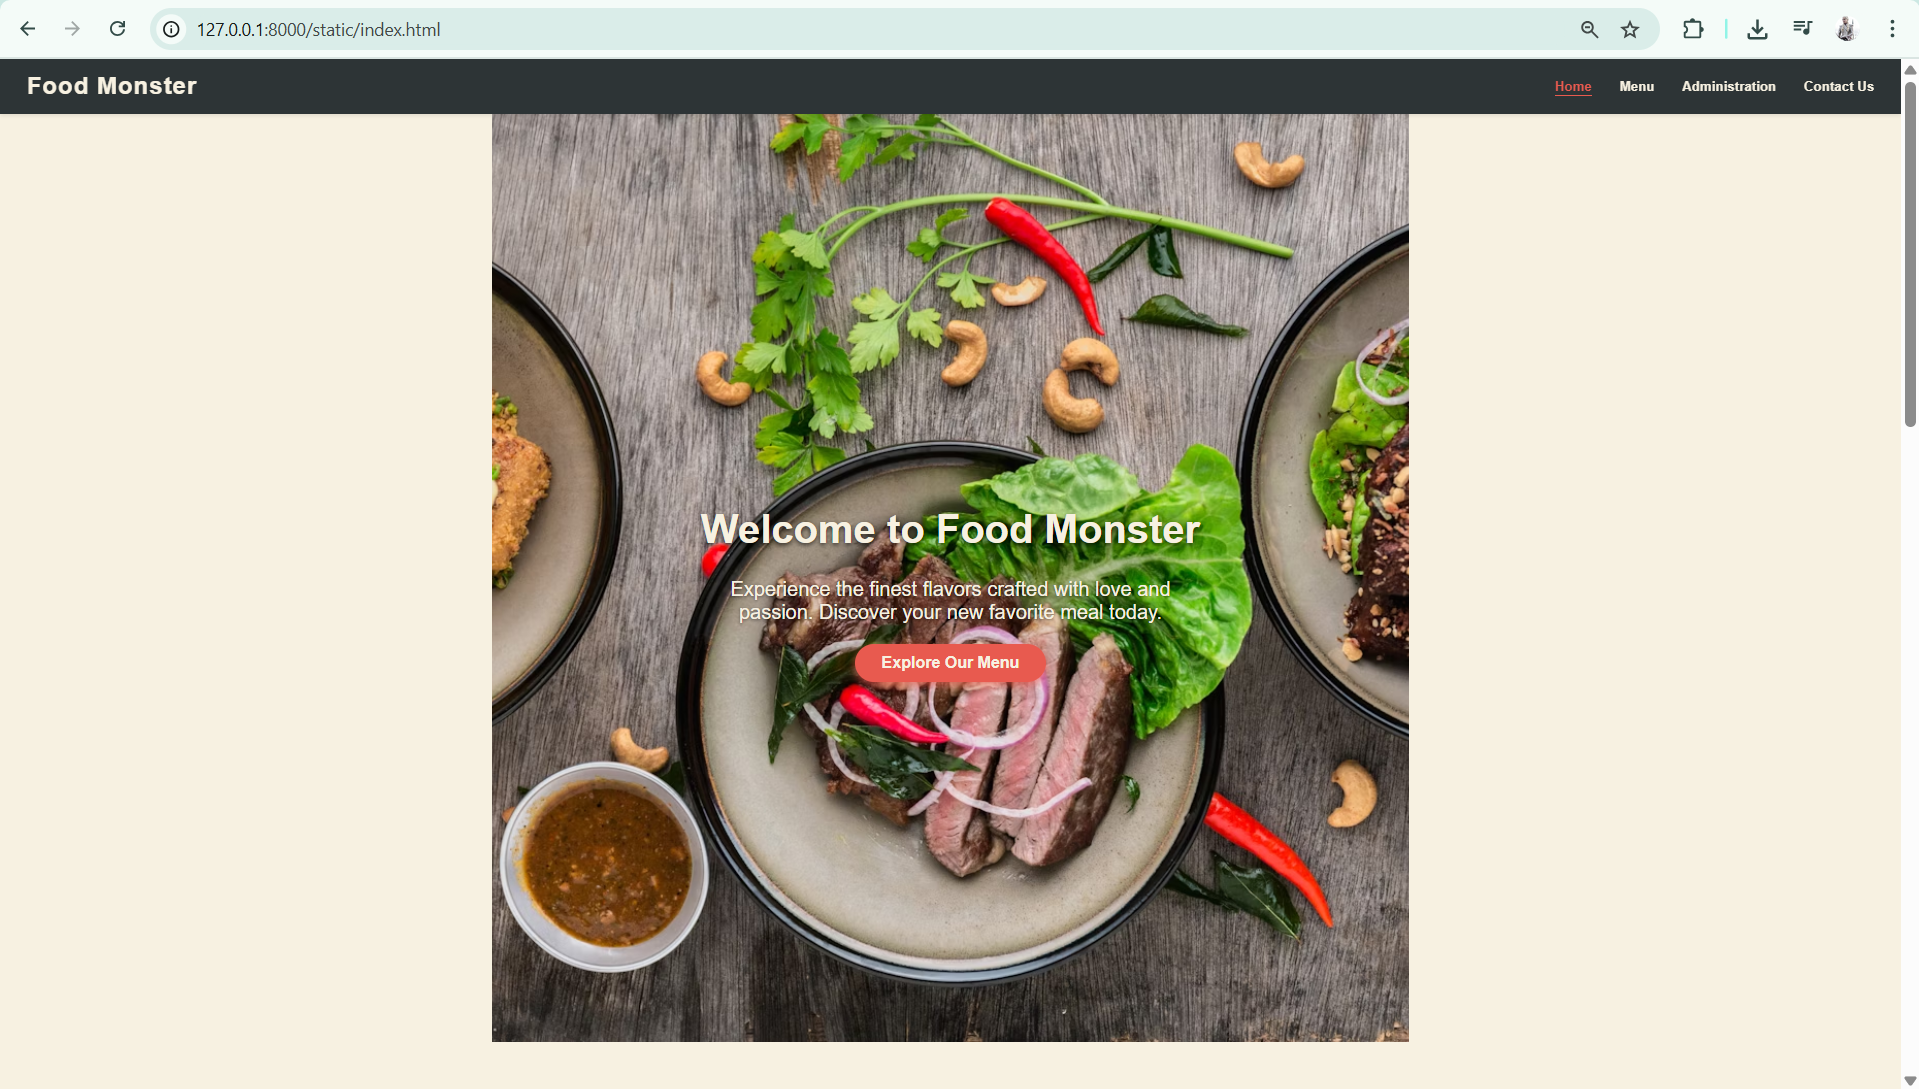 127.0.0.1:8000/static/index.html
Food Monster
Home Menu Administration Contact Us
Welcome to Food Monster
Experience the finest flavors crafted with love and
passion. Discover your new favorite meal today.
Explore Our Menu